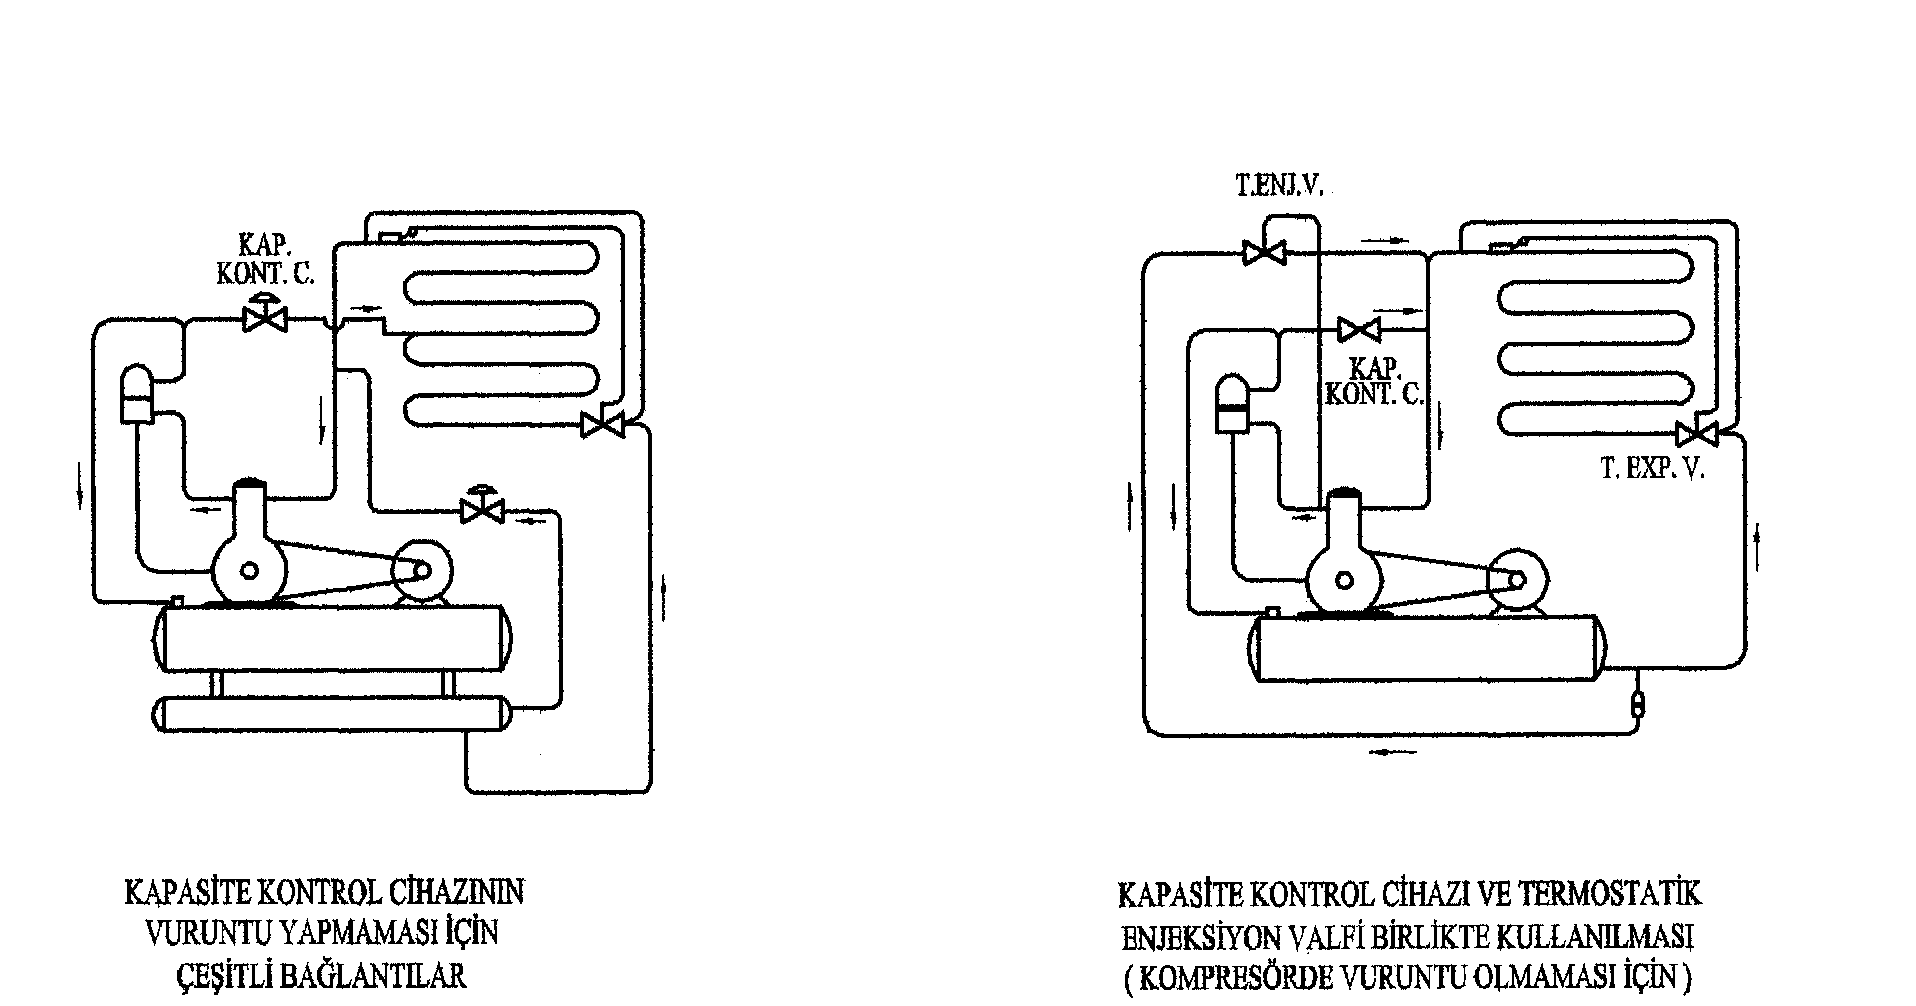 T.ENJ.V.
KAP.
KONT. C.
KAP.
KONT. C.
T. EXP. V.
KAPASİTE KONTROL CİHAZININ
VURUNTU YAPMAMASI İÇİN
ÇEŞİTLİ BAĞLANTILAR
KAPASİTE KONTROL CİHAZI VE TERMOSTATİK
ENJEKSİYON VALFİ BİRLİKTE KULLANILMASI
( KOMPRESÖRDE VURUNTU OLMAMASI İÇİN )